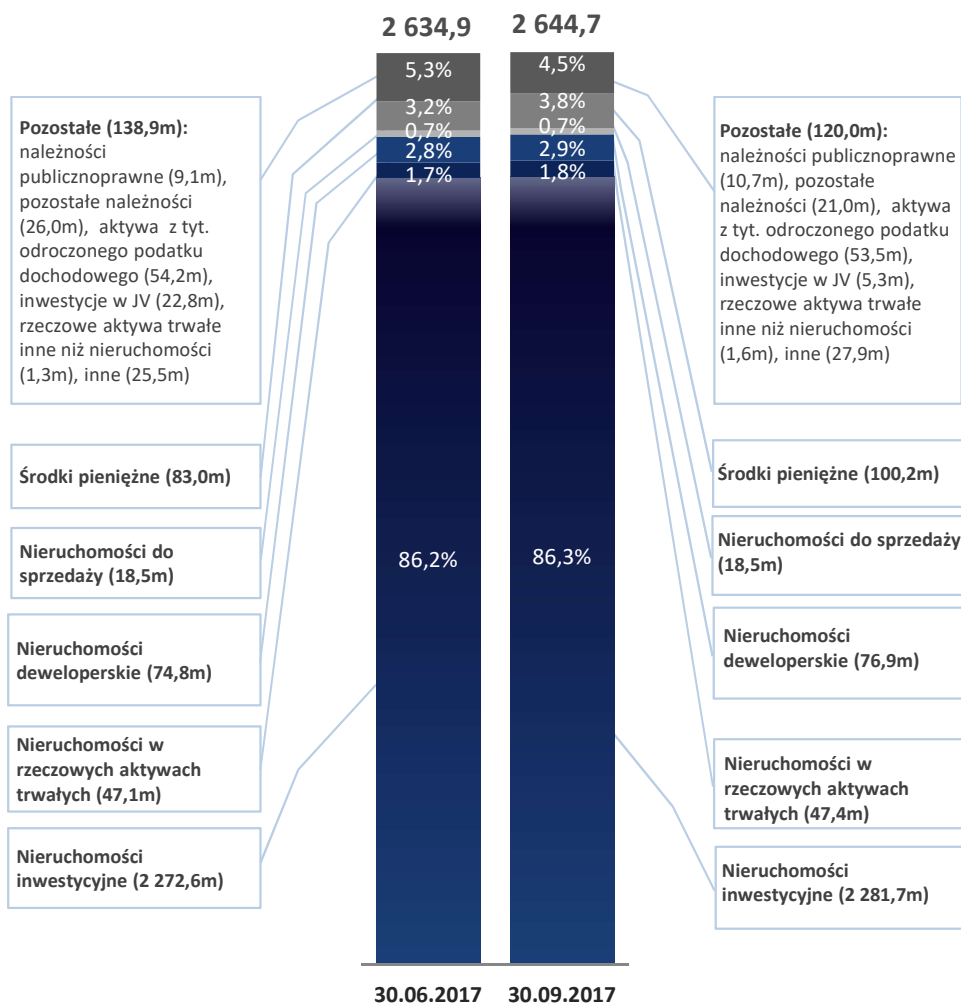 2 634,9
2 644,7
Pozostałe (138,9m):
należności
publicznoprawne (9,1m),
pozostałe należności
(26,0m), aktywa z tyt.
odroczonego podatku
dochodowego (54,2m),
inwestycje w JV (22,8m),
rzeczowe aktywa trwałe
inne niż nieruchomości
(1,3m), inne (25,5m)
Środki pieniężne (83,0m)
Nieruchomości do
sprzedaży (18,5m)
Nieruchomości
deweloperskie (74,8m)
Nieruchomości w
rzeczowych aktywach
trwałych (47,1m)
Nieruchomości
inwestycyjne (2 272,6m)
5,3%
3,2%
0,7%
2,8%
1,7%
86,2%
4,5%
3,8%
0,7%
2,9%
1,8%
86,3%
Pozostałe (120,0m):
należności publicznoprawne
(10,7m), pozostałe
należności (21,0m), aktywa
z tyt. odroczonego podatku
dochodowego (53,5m),
inwestycje w JV (5,3m),
rzeczowe aktywa trwałe
inne niż nieruchomości
(1,6m), inne (27,9m)
Środki pieniężne (100,2m)
Nieruchomości do sprzedaży
(18,5m)
Nieruchomości
deweloperskie (76,9m)
Nieruchomości w
rzeczowych aktywach
trwałych (47,4m)
Nieruchomości
inwestycyjne (2 281,7m)
30.06.2017
30.09.2017